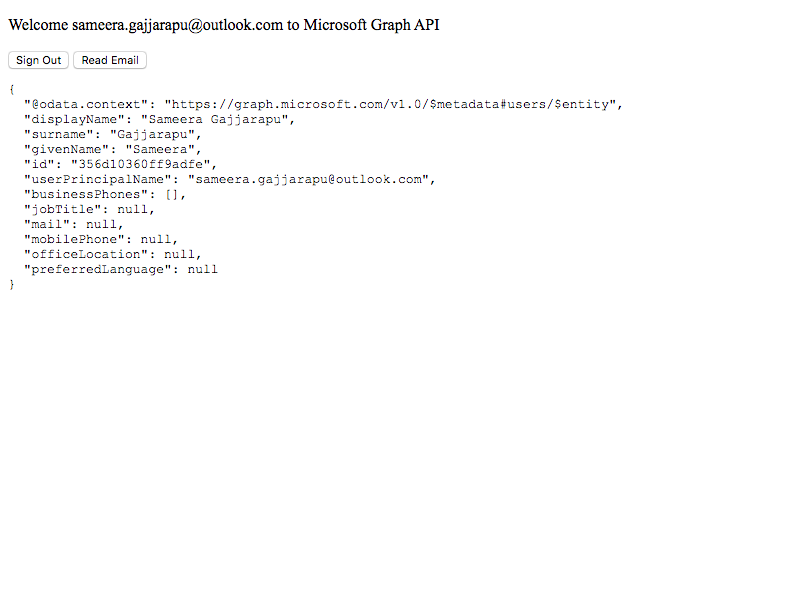 Welcome sameera.gajjarapu@outlook.com to Microsoft Graph API
Sign Out Read Email
{
  "@odata.context": "https://graph.microsoft.com/v1.0/$metadata#users/$entity",
  "displayName": "Sameera Gajjarapu",
  "surname": "Gajjarapu",
  "givenName": "Sameera",
  "id": "356d10360ff9adfe",
  "userPrincipalName": "sameera.gajjarapu@outlook.com",
  "businessPhones": [],
  "jobTitle": null,
  "mail": null,
  "mobilePhone": null,
  "officeLocation": null,
  "preferredLanguage": null
}